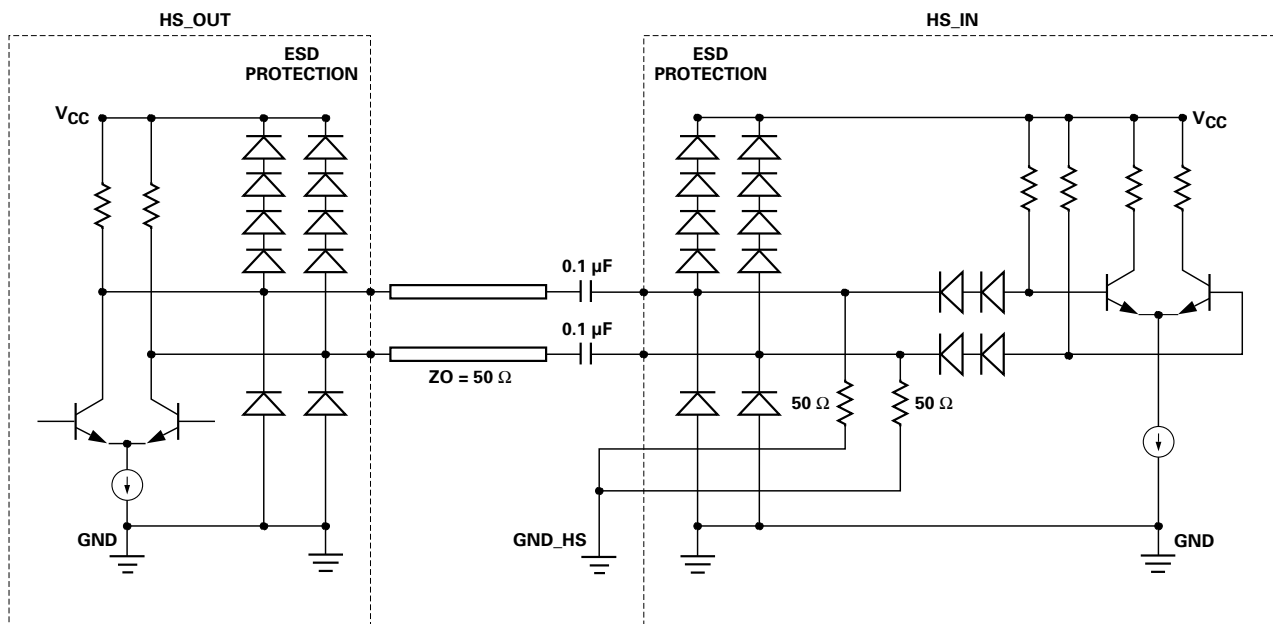 HS_OUT
HS_IN
ESD
PROTECTION
ESD
PROTECTION
VCC
VCC
0.1 µF
0.1 µF
ZO = 50 Ω
50 Ω
50 Ω
GND
GND_HS
GND